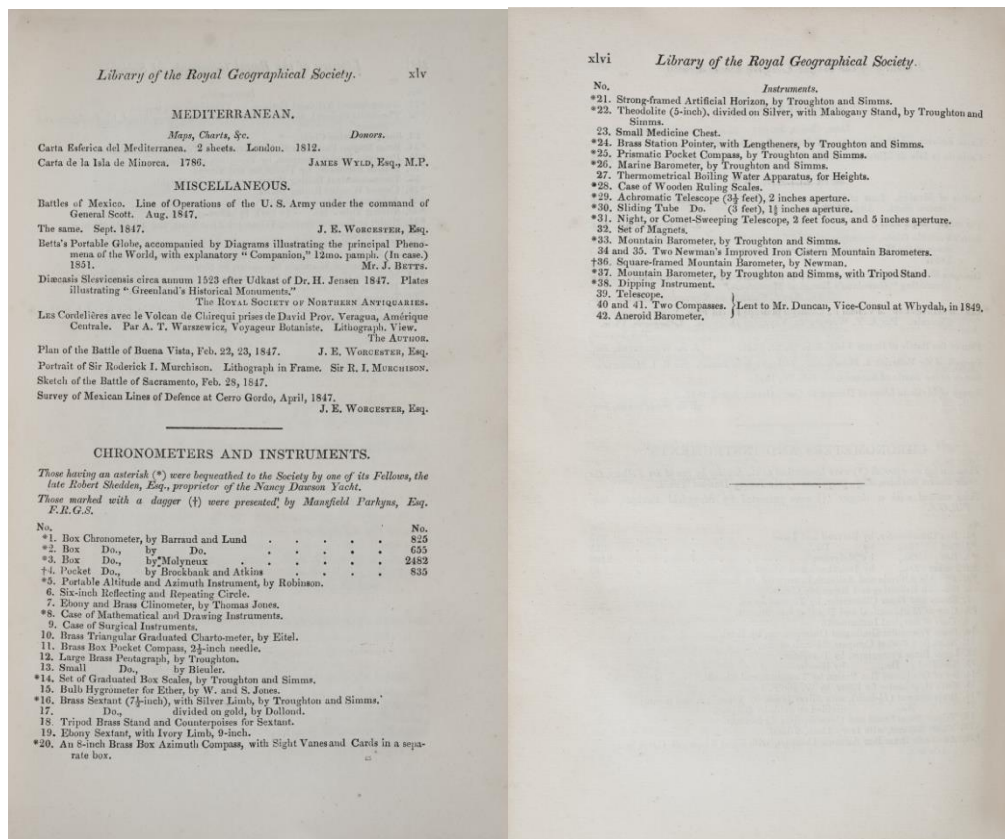 Library of the Royal Geographical Society. xlv
MEDITERRANEAN.
Maps, Charts, &c. Donors.
Carta Esferica del Mediterranea. 2 sheets. London. 1812.
Carta de la Isla de Minorca. 1786. JAMES WYLD, Esq., M.P.
MISCELLANEOUS.
Battles of Mexico. Line of Operations of the U. S. Army under the command of
General Scott. Aug. 1847.
The same. Sept. 1847. J. E. WORCESTER, Esq.
Betts's Portable Globe, accompanied by Diagrams illustrating the principal Pheno-
mena of the World, with explanatory "Companion," 12mo. pamph. (In case.)
1851. Mr. J. BETTS.
Diæcasis Slesvicensis circa annum 1523 efter Udkast of Dr. H. Jensen 1847. Plates
illustrating "Greenland's Historical Monuments."
The ROYAL SOCIETY OF NORTHERN ANTIQUARIES.
Les Cordelières avec le Volcan de Chirequi prises de David Prov. Veragua, Amérique
Centrale. Par A. T. Warszewicz, Voyageur Botaniste. Lithograph. View.
The AUTHOR.
Plan of the Battle of Buena Vista, Feb. 22, 23, 1847. J. E. WORCESTER, Esq.
Portrait of Sir Roderick I. Murchison. Lithograph in Frame. Sir R. I. MURCHISON.
Sketch of the Battle of Sacramento, Feb. 28, 1847.
Survey of Mexican Lines of Defence at Cerro Gordo, April, 1847.
J. E. WORCESTER, Esq.
CHRONOMETERS AND INSTRUMENTS.
Those having an asterisk (*) were bequeathed to the Society by one of its Fellows, the
late Robert Shedden, Esq., proprietor of the Nancy Dawson Yacht.
Those marked with a dagger (†) were presented by Mansfield Parkyns, Esq.
F.R.G.S.
No. No.
*1. Box Chronometer, by Barraud and Lund . . . . . 825
*2. Box Do., by Do. . . . . . 655
*3. Box Do., by Molyneux . . . . . . 2482
†4. Pocket Do., by Brockbank and Atkins . . . . 835
*5. Portable Altitude and Azimuth Instrument, by Robinson.
6. Six-inch Reflecting and Repeating Circle.
7. Ebony and Brass Clinometer, by Thomas Jones.
*8. Case of Mathematical and Drawing Instruments.
9. Case of Surgical Instruments.
10. Brass Triangular Graduated Charto-meter, by Eitel.
11. Brass Box Pocket Compass, 2½-inch needle.
12. Large Brass Pentagraph, by Troughton.
13. Small Do., by Bleuler.
*14. Set of Graduated Box Scales, by Troughton and Simms.
15. Bulb Hygrometer for Ether, by W. and S. Jones.
*16. Brass Sextant (7½-inch), with Silver Limb, by Troughton and Simms.
17. Do., divided on gold, by Dollond.
18. Tripod Brass Stand and Counterpoises for Sextant.
19. Ebony Sextant, with Ivory Limb, 9-inch.
*20. An 8-inch Brass Box Azimuth Compass, with Sight Vanes and Cards in a sepa-
rate box.
xlvi Library of the Royal Geographical Society.
No. Instruments.
*21. Strong-framed Artificial Horizon, by Troughton and Simms.
*22. Theodolite (5-inch), divided on Silver, with Mahogany Stand, by Troughton and
Simms.
23. Small Medicine Chest.
*24. Brass Station Pointer, with Lengtheners, by Troughton and Simms.
*25. Prismatic Pocket Compass, by Troughton and Simms.
*26. Marine Barometer, by Troughton and Simms.
27. Thermometrical Boiling Water Apparatus, for Heights.
*28. Case of Wooden Ruling Scales.
*29. Achromatic Telescope (3½ feet), 2 inches aperture.
*30. Sliding Tube Do. (3 feet), 1½ inches aperture.
*31. Night, or Comet-Sweeping Telescope, 2 feet focus, and 5 inches aperture.
32. Set of Magnets.
*33. Mountain Barometer, by Troughton and Simms.
34 and 35. Two Newman's Improved Iron Cistern Mountain Barometers.
†36. Square-framed Mountain Barometer, by Newman.
*37. Mountain Barometer, by Troughton and Simms, with Tripod Stand.
*38. Dipping Instrument.
39. Telescope.
40 and 41. Two Compasses. } Lent to Mr. Duncan, Vice-Consul at Whydah, in 1849.
42. Aneroid Barometer.